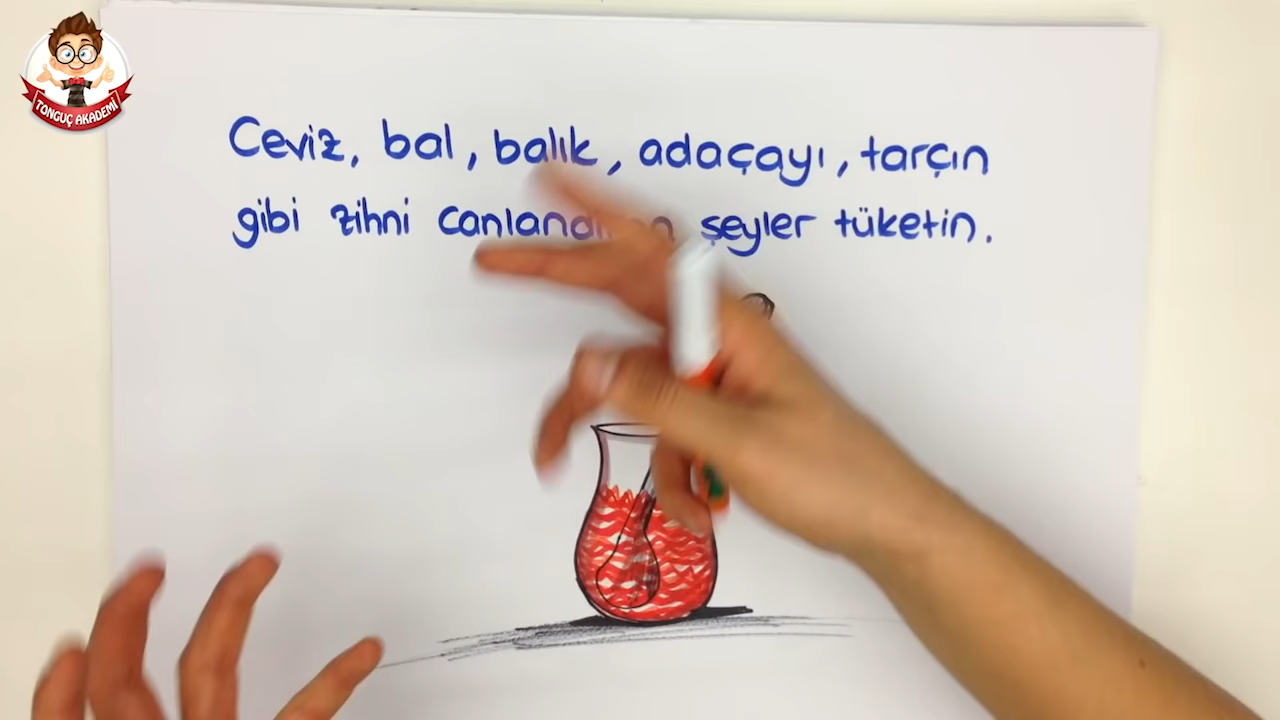 TONGUÇ AKADEMİ
Ceviz, bal, balık, adaçayı, tarçın
gibi zihni şeyler tüketin.